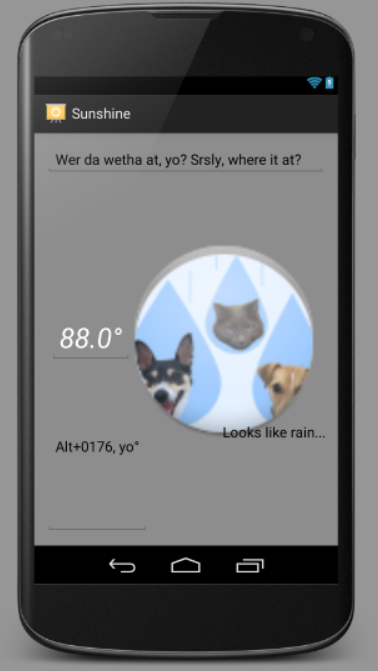 Sunshine
Wer da wetha at, yo? Srsly, where it at?
88.0°
Looks like rain...
Alt+0176, yo°